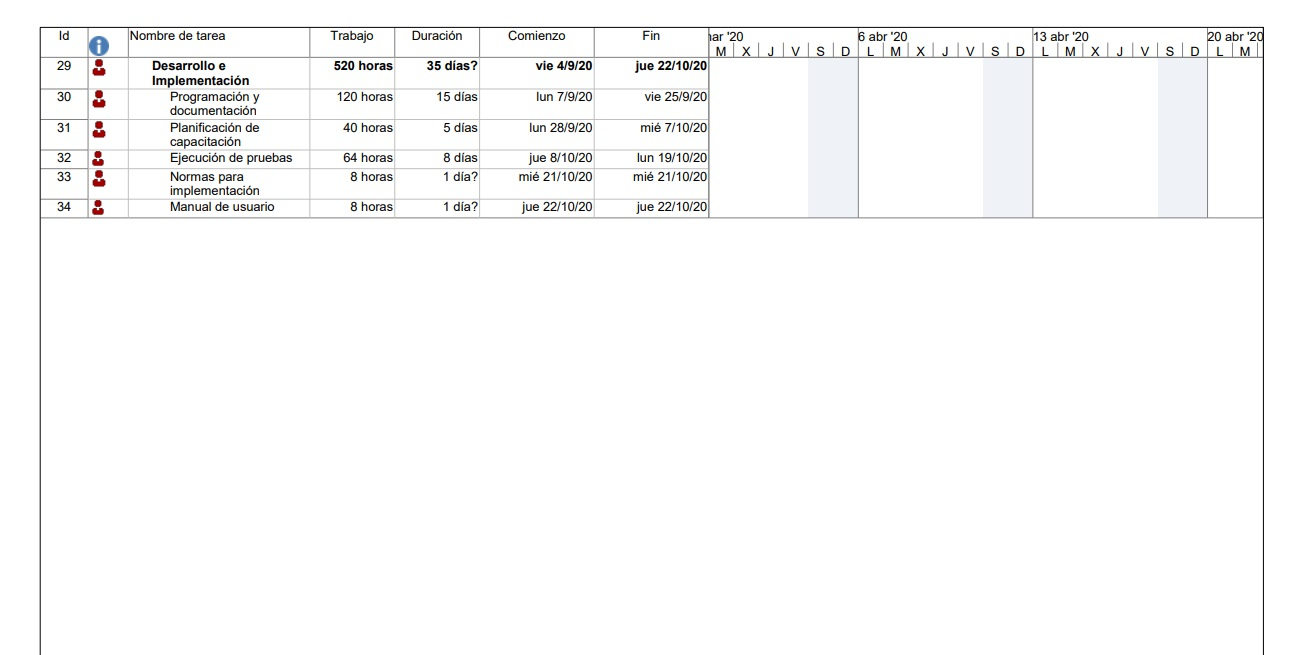 Id Nombre de tarea Trabajo Duración Comienzo Fin mar '20 6 abr '20 13 abr '20 20 abr '20
M X J V S D L M X J V S D L M X J V S D L M
29 Desarrollo e 520 horas 35 días? vie 4/9/20 jue 22/10/20
Implementación
30 Programación y 120 horas 15 días lun 7/9/20 vie 25/9/20
documentación
31 Planificación de 40 horas 5 días lun 28/9/20 mié 7/10/20
capacitación
32 Ejecución de pruebas 64 horas 8 días jue 8/10/20 lun 19/10/20
33 Normas para 8 horas 1 día? mié 21/10/20 mié 21/10/20
implementación
34 Manual de usuario 8 horas 1 día? jue 22/10/20 jue 22/10/20